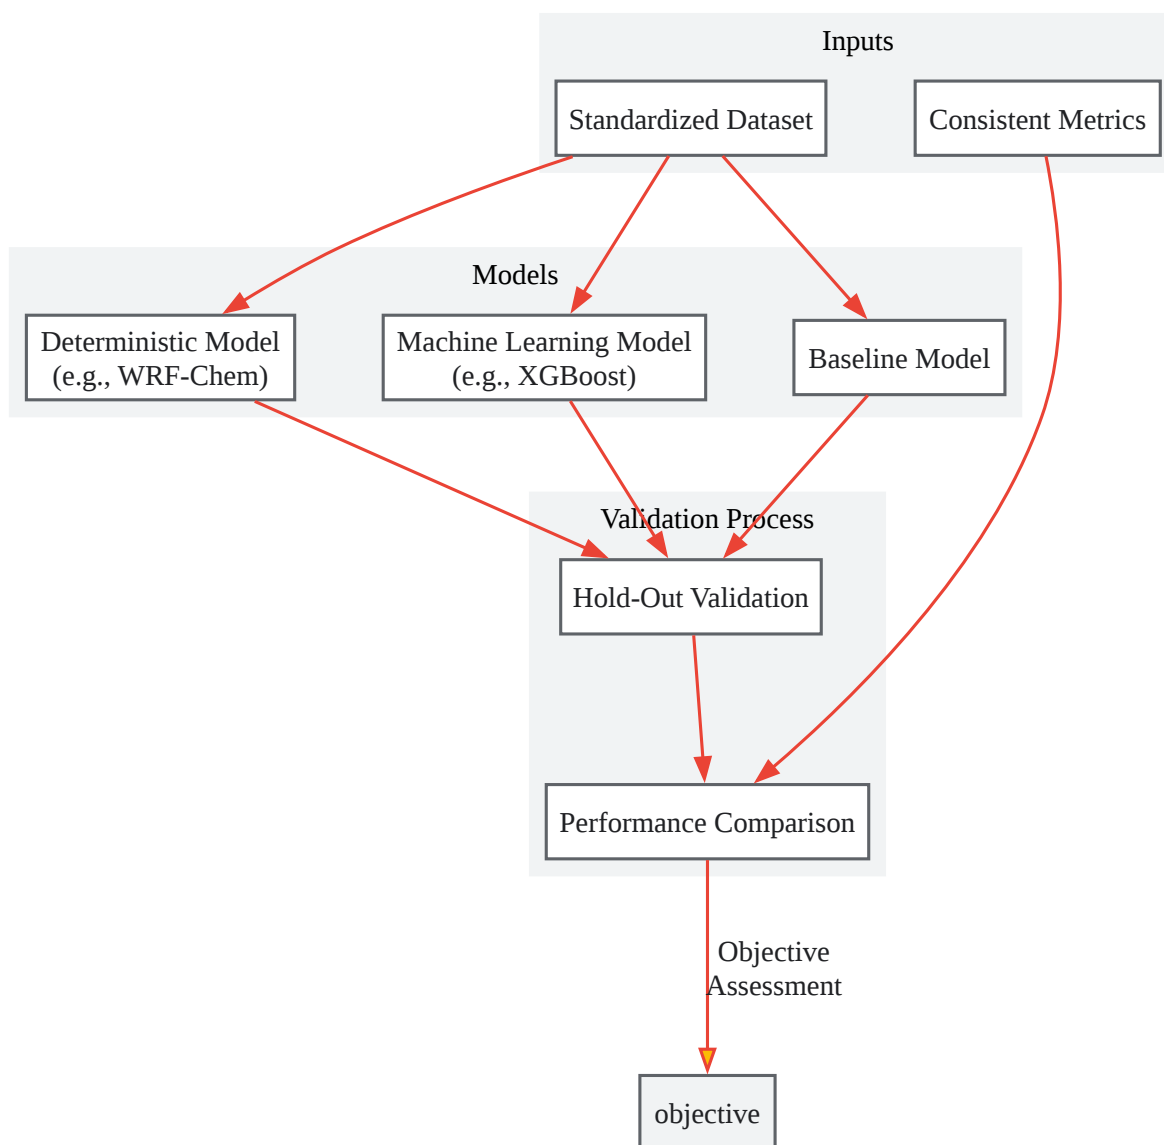 Inputs
Standardized Dataset
Consistent Metrics
Models
Deterministic Model
(e.g., WRF-Chem)
Machine Learning Model
(e.g., XGBoost)
Baseline Model
Validation Process
Hold-Out Validation
Performance Comparison
Objective
Assessment
objective